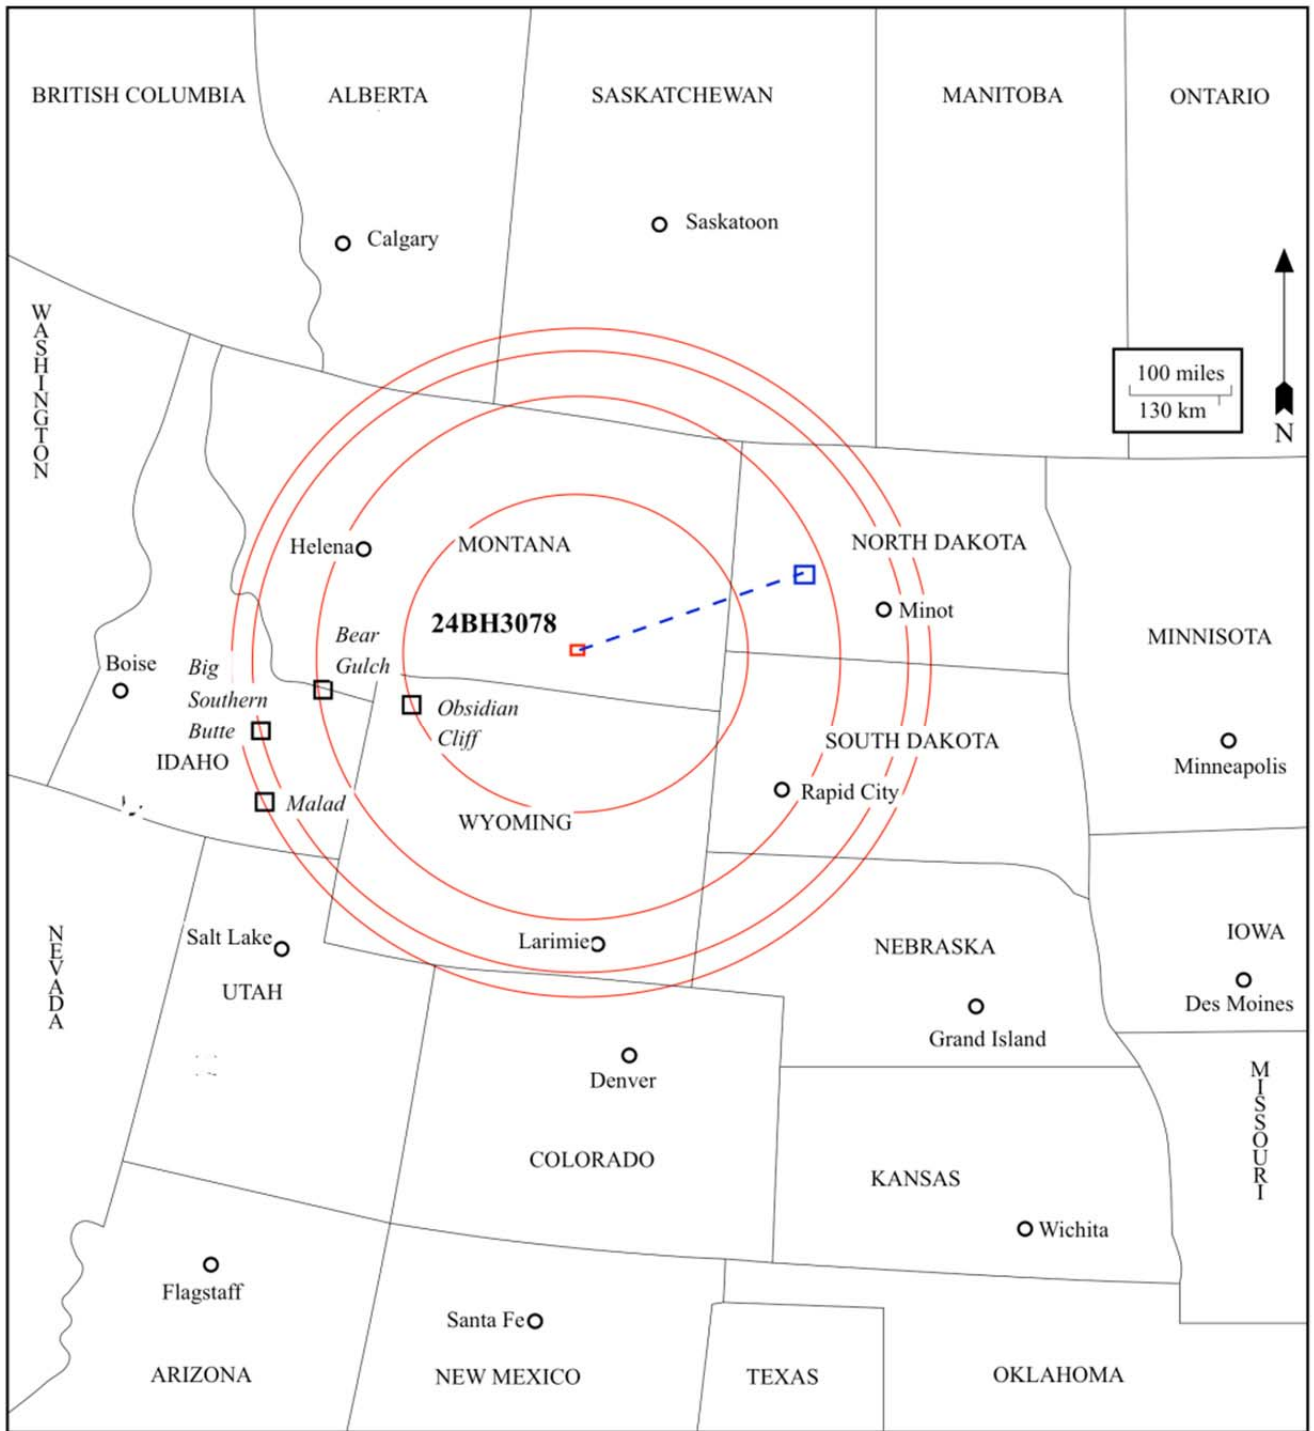 BRITISH COLUMBIA
ALBERTA
SASKATCHEWAN
MANITOBA
ONTARIO
Calgary
Saskatoon
WASHINGTON
100 miles
130 km
N
Helena
MONTANA
NORTH DAKOTA
24BH3078
Minot
Bear
Gulch
MINNISOTA
Boise
Big
Southern
Butte
Obsidian
Cliff
IDAHO
SOUTH DAKOTA
Minneapolis
Malad
Rapid City
WYOMING
NEVADA
Salt Lake
Larimie
NEBRASKA
IOWA
UTAH
Des Moines
Grand Island
Denver
MISSOURI
COLORADO
KANSAS
Wichita
Flagstaff
Santa Fe
ARIZONA
NEW MEXICO
TEXAS
OKLAHOMA